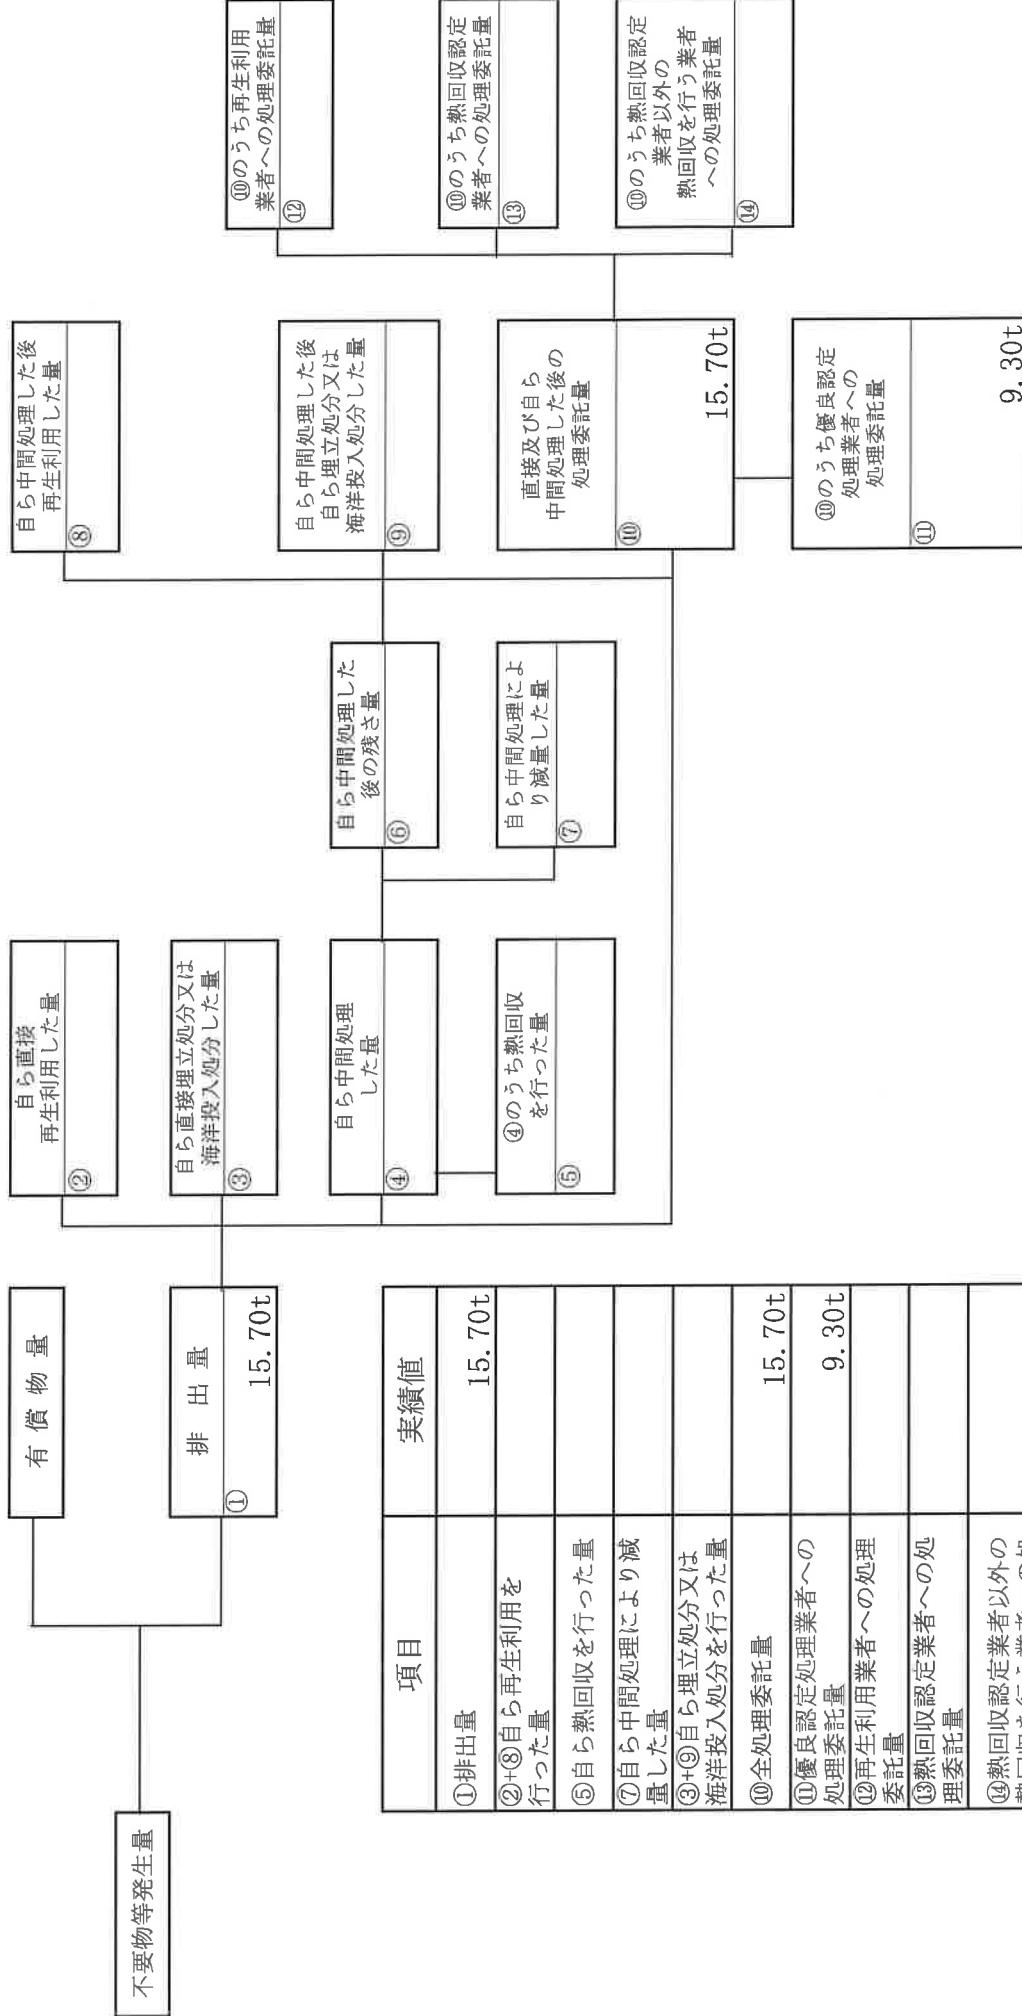 不要物等発生量
有償物量
排出量
①
15.70t
自ら直接
再生利用した量
②
自ら直接埋立処分又は
海洋投入処分した量
③
自ら中間処理
した量
④
④のうち熱回収
を行った量
⑤
自ら中間処理した
後の残さ量
⑥
自ら中間処理によ
り減量した量
⑦
自ら中間処理した後
再生利用した量
⑧
自ら中間処理した後
自ら埋立処分又は
海洋投入処分した量
⑨
直接及び自ら
中間処理した後の
処理委託量
⑩
15.70t
⑩のうち優良認定
処理業者への
処理委託量
⑪
9.30t
⑩のうち再生利用
業者への処理委託量
⑫
⑩のうち熱回収認定
業者への処理委託量
⑬
⑩のうち熱回収認定
業者以外の
熱回収を行う業者
への処理委託量
⑭
項目 実績値
①排出量 15.70t
②+⑧自ら再生利用を
行った量
⑤自ら熱回収を行った量
⑦自ら中間処理により減
量した量
③+⑨自ら埋立処分又は
海洋投入処分を行った量
⑩全処理委託量 15.70t
⑪優良認定処理業者への
処理委託量 9.30t
⑫再生利用業者への処理
委託量
⑬熱回収認定業者への処
理委託量
⑭熱回収認定業者以外の